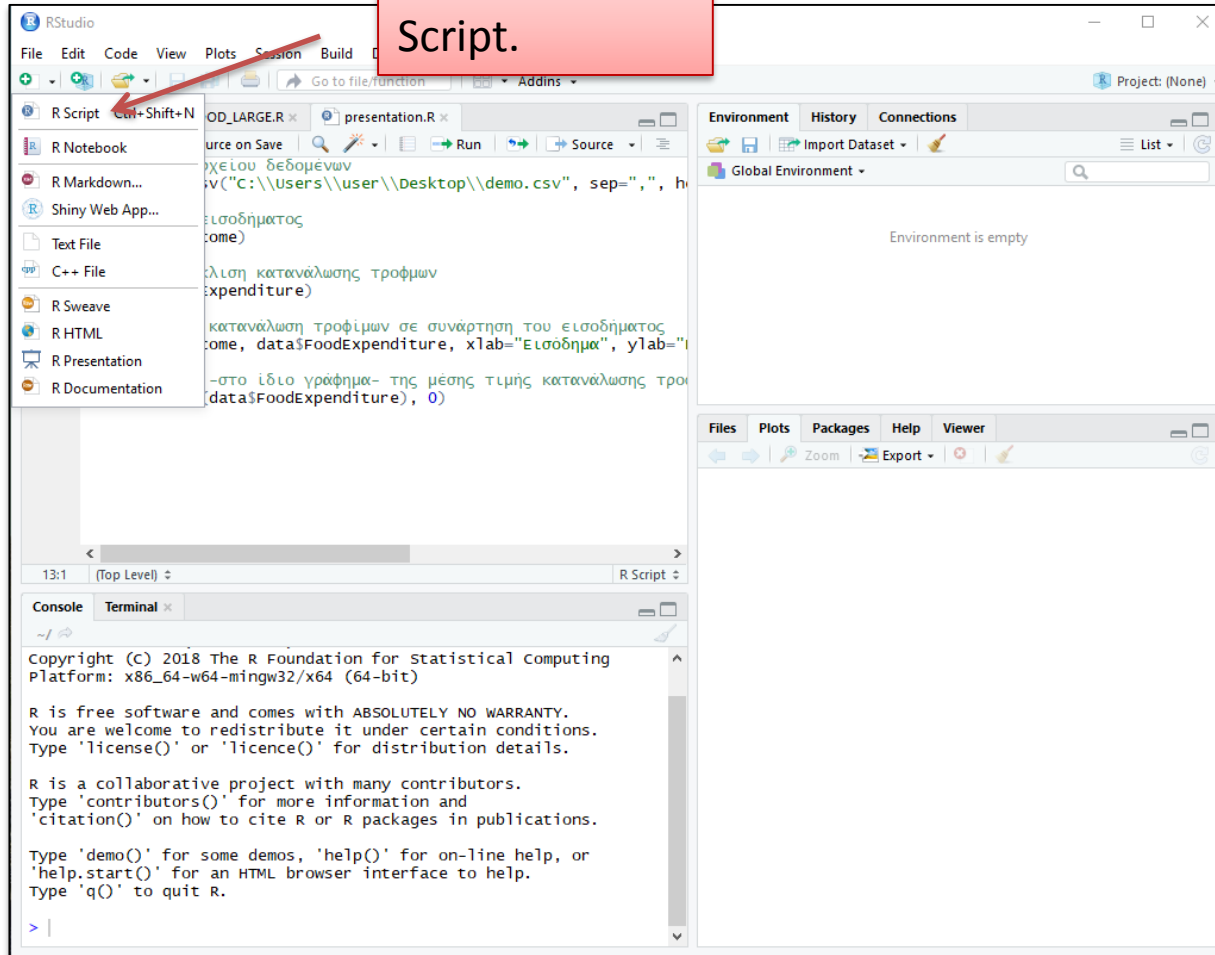 Script.
RStudio
File Edit Code View Plots Session Build
Go to file/function Addins
Project: (None)
R Script Ctrl+Shift+N
R Notebook
R Markdown...
Shiny Web App...
Text File
C++ File
R Sweave
R HTML
R Presentation
R Documentation
OD_LARGE.R presentation.R
urce on Save Run Source
χείου δεδομένων
sv("C:\\Users\\user\\Desktop\\demo.csv", sep=",", h
εισοδήματος
come)
κλιση κατανάλωσης τροφμων
Expenditure)
κατανάλωση τροφίμων σε συνάρτηση του εισοδήματος
come, data$FoodExpenditure, xlab="Εισόδημα", ylab="
-στο ίδιο γράφημα- της μέσης τιμής κατανάλωσης τρο
(data$FoodExpenditure), 0)
13:1 (Top Level) R Script
Console Terminal
~/
Copyright (C) 2018 The R Foundation for Statistical Computing
Platform: x86_64-w64-mingw32/x64 (64-bit)
R is free software and comes with ABSOLUTELY NO WARRANTY.
You are welcome to redistribute it under certain conditions.
Type 'license()' or 'licence()' for distribution details.
R is a collaborative project with many contributors.
Type 'contributors()' for more information and
'citation()' on how to cite R or R packages in publications.
Type 'demo()' for some demos, 'help()' for on-line help, or
'help.start()' for an HTML browser interface to help.
Type 'q()' to quit R.
>
Environment History Connections
Import Dataset List
Global Environment
Environment is empty
Files Plots Packages Help Viewer
Zoom Export